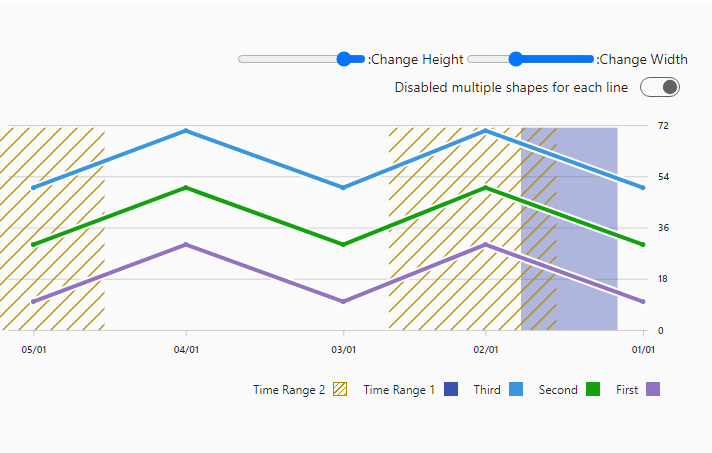 Change Height:
Change Width:
Disabled multiple shapes for each line
72
54
36
18
0
05/01
04/01
03/01
02/01
01/01
Time Range 2
Time Range 1
Third
Second
First